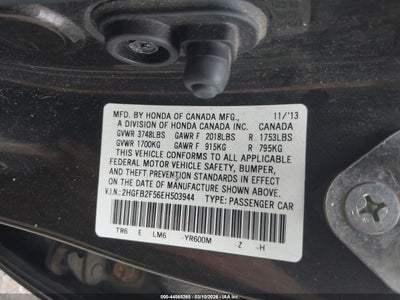 MFD. BY HONDA OF CANADA MFG., 11/'13
A DIVISION OF HONDA CANADA INC. CANADA
GVWR 3748LBS GAWR F 2018LBS R 1753LBS
GVWR 1700KG GAWR F 915KG R 795KG
THIS VEHICLE CONFORMS TO ALL APPLICABLE
FEDERAL MOTOR VEHICLE SAFETY, BUMPER,
AND THEFT PREVENTION STANDARDS IN EFFECT
ON THE DATE OF MANUFACTURE SHOWN ABOVE.
V.I.N.: 2HGFB2F56EH503944 TYPE: PASSENGER CAR
TR6 E LM6 -YR600M -Z -H
000-44565265 - 03/10/2026 - IAAI